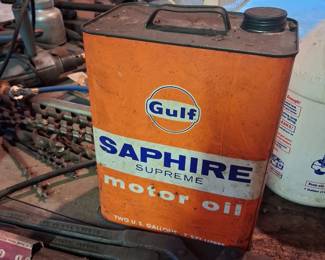 Gulf
SAPHIRE
SUPREME
motor oil
TWO U.S. GALLONS